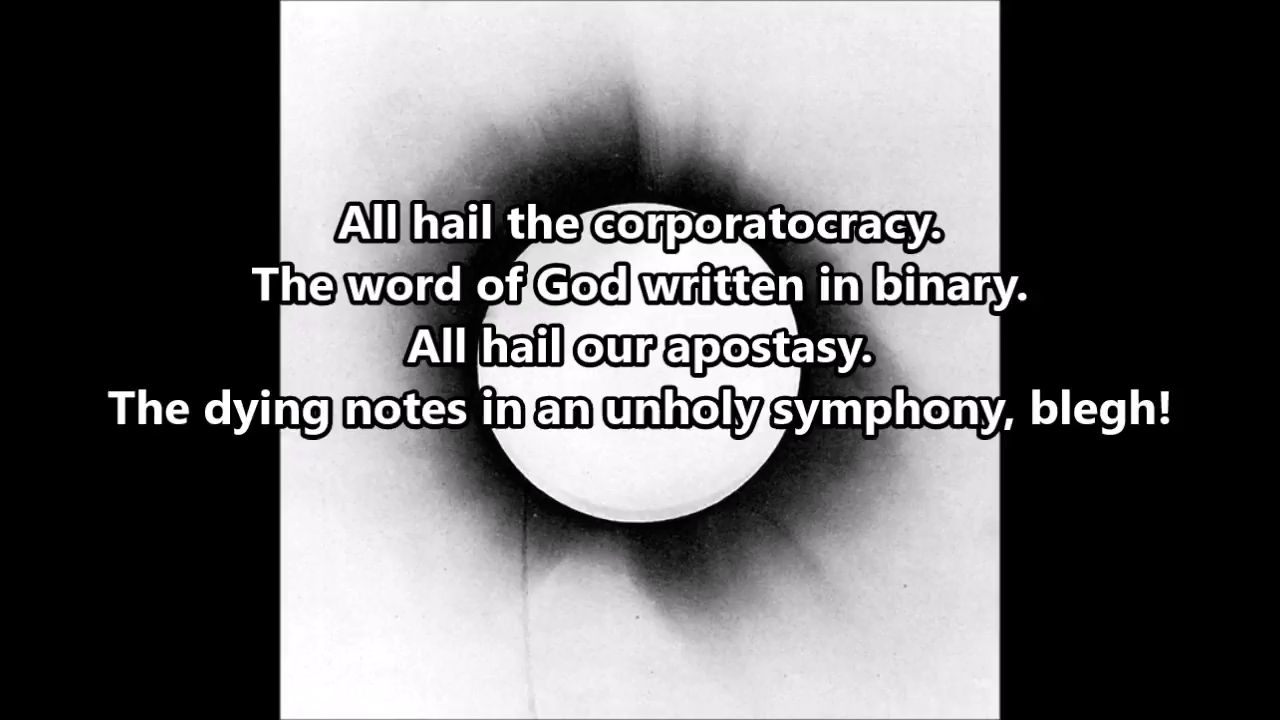 All hail the corporatocracy.
The word of God written in binary.
All hail our apostasy.
The dying notes in an unholy symphony, blegh!